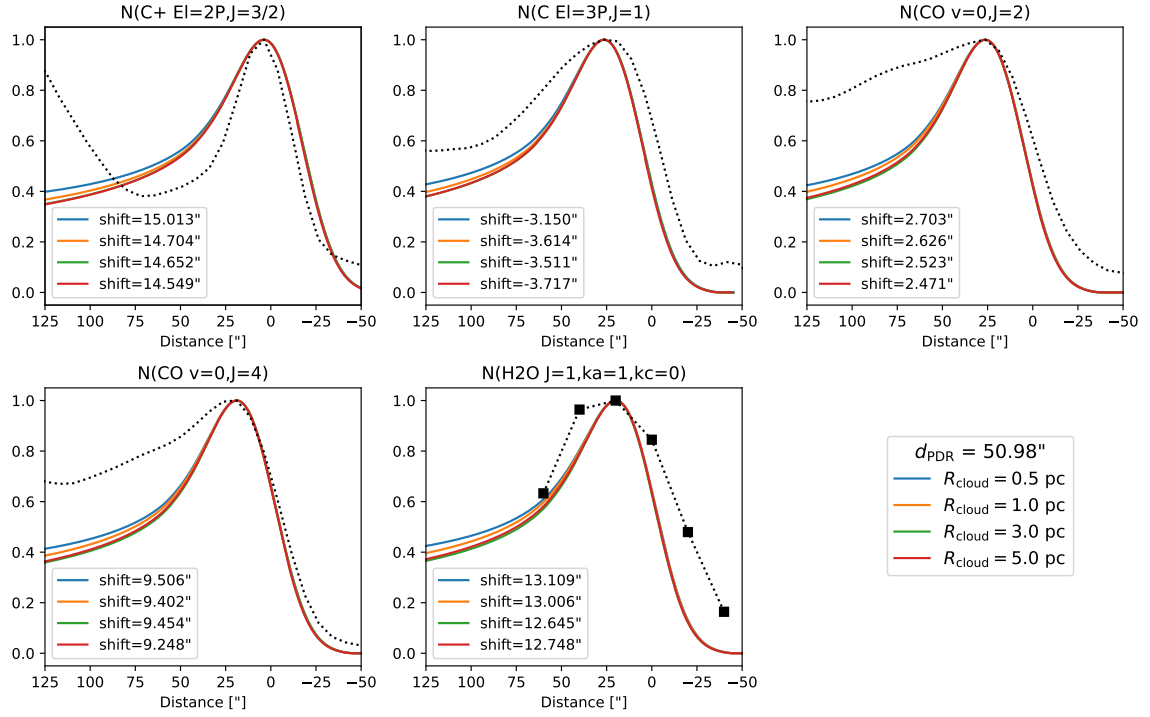 N(C+ El=2P,J=3/2)
1.0
0.8
0.6
0.4
0.2
0.0
shift=15.013"
shift=14.704"
shift=14.652"
shift=14.549"
125 100 75 50 25 0 −25 −50
Distance ["]
N(C El=3P,J=1)
1.0
0.8
0.6
0.4
0.2
0.0
shift=-3.150"
shift=-3.614"
shift=-3.511"
shift=-3.717"
125 100 75 50 25 0 −25 −50
Distance ["]
N(CO v=0,J=2)
1.0
0.8
0.6
0.4
0.2
0.0
shift=2.703"
shift=2.626"
shift=2.523"
shift=2.471"
125 100 75 50 25 0 −25 −50
Distance ["]
N(CO v=0,J=4)
1.0
0.8
0.6
0.4
0.2
0.0
shift=9.506"
shift=9.402"
shift=9.454"
shift=9.248"
125 100 75 50 25 0 −25 −50
Distance ["]
N(H2O J=1,ka=1,kc=0)
1.0
0.8
0.6
0.4
0.2
0.0
shift=13.109"
shift=13.006"
shift=12.645"
shift=12.748"
125 100 75 50 25 0 −25 −50
Distance ["]
d_PDR = 50.98"
R_cloud = 0.5 pc
R_cloud = 1.0 pc
R_cloud = 3.0 pc
R_cloud = 5.0 pc